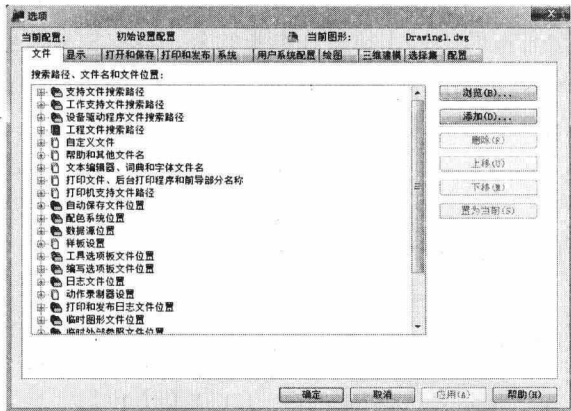 选项
当前配置: 初始设置配置 当前图形: Drawing1.dwg
文件 显示 打开和保存 打印和发布 系统 用户系统配置 绘图 三维建模 选择集 配置
搜索路径、文件名和文件位置:
支持文件搜索路径
工作支持文件搜索路径
设备驱动程序文件搜索路径
工程文件搜索路径
自定义文件
帮助和其他文件名
文本编辑器、词典和字体文件名
打印文件、后台打印程序和前导部分名称
打印机支持文件路径
自动保存文件位置
配色系统位置
数据源位置
样板设置
工具选项板文件位置
编写选项板文件位置
日志文件位置
动作录制器设置
打印和发布日志文件位置
临时图形文件位置
临时外部参照文件位置
浏览(B)...
添加(D)...
删除(R)
上移(U)
下移(M)
置为当前(S)
确定 取消 应用(A) 帮助(H)